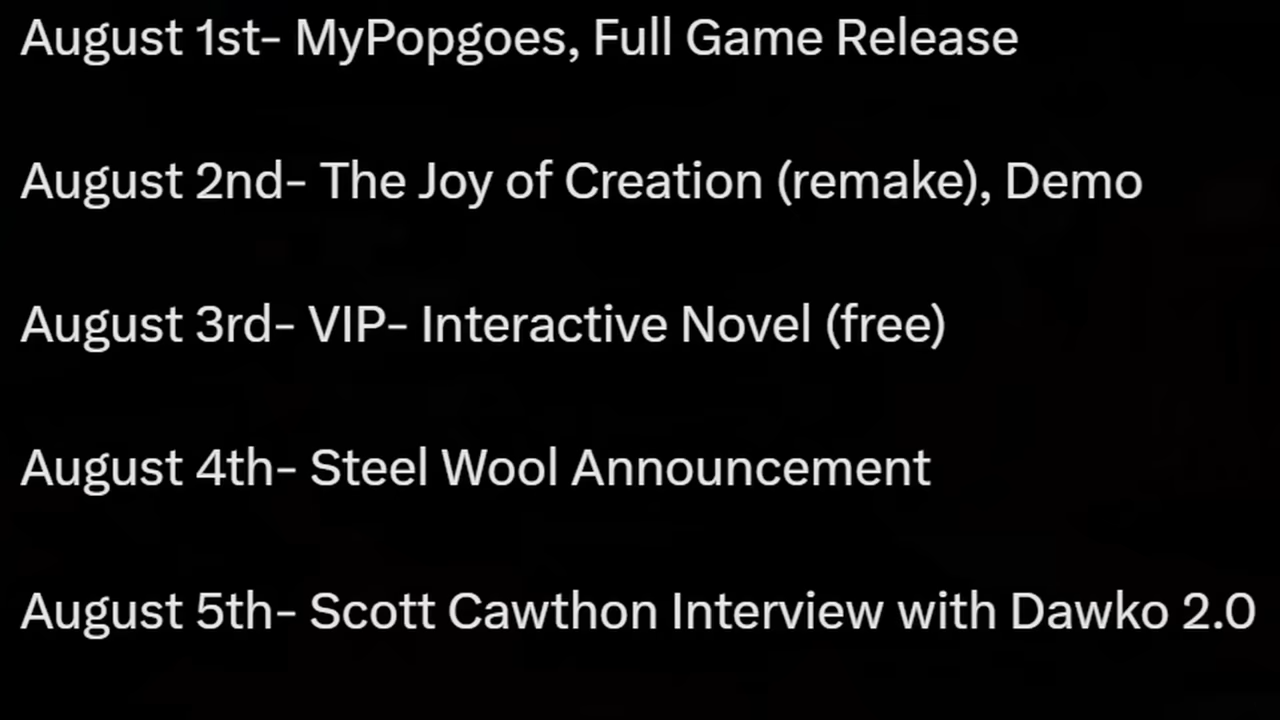 August 1st- MyPopgoes, Full Game Release
August 2nd- The Joy of Creation (remake), Demo
August 3rd- VIP- Interactive Novel (free)
August 4th- Steel Wool Announcement
August 5th- Scott Cawthon Interview with Dawko 2.0